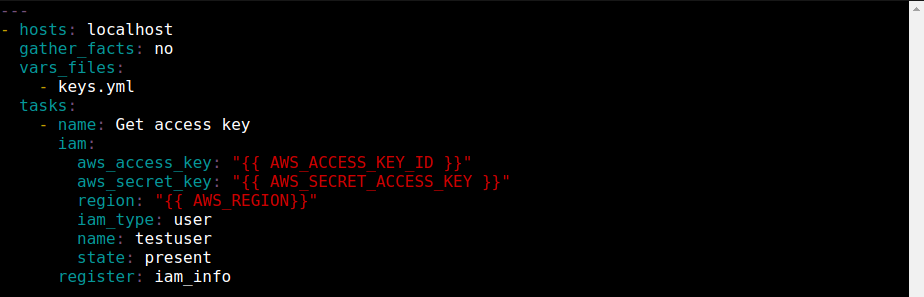 ---
- hosts: localhost
  gather_facts: no
  vars_files:
    - keys.yml
  tasks:
    - name: Get access key
      iam:
        aws_access_key: "{{ AWS_ACCESS_KEY_ID }}"
        aws_secret_key: "{{ AWS_SECRET_ACCESS_KEY }}"
        region: "{{ AWS_REGION}}"
        iam_type: user
        name: testuser
        state: present
      register: iam_info